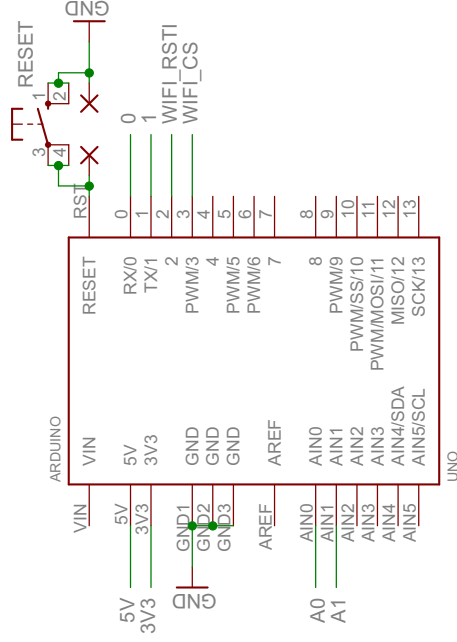 GND
RESET
1
2
3
4
0
1
WIFI_RSTI
WIFI_CS
RST
0
1
2
3
4
5
6
7
8
9
10
11
12
13
RESET
RX/0
TX/1
2
PWM/3
4
PWM/5
PWM/6
7
8
PWM/9
PWM/SS/10
PWM/MOSI/11
MISO/12
SCK/13
ARDUINO
VIN
5V
3V3
GND
GND
GND
AREF
AIN0
AIN1
AIN2
AIN3
AIN4/SDA
AIN5/SCL
UNO
VIN
5V
3V3
GND1
GND2
GND3
AREF
AIN0
AIN1
AIN2
AIN3
AIN4
AIN5
5V
3V3
GND
A0
A1